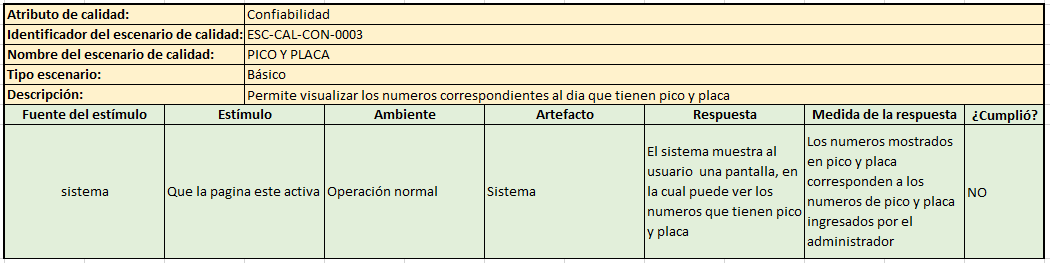 Atributo de calidad: Confiabilidad
Identificador del escenario de calidad: ESC-CAL-CON-0003
Nombre del escenario de calidad: PICO Y PLACA
Tipo escenario: Básico
Descripción: Permite visualizar los numeros correspondientes al dia que tienen pico y placa
Fuente del estímulo Estímulo Ambiente Artefacto Respuesta Medida de la respuesta ¿Cumplió?
sistema
Que la pagina este activa
Operación normal
Sistema
El sistema muestra al
usuario una pantalla, en
la cual puede ver los
numeros que tienen pico
y placa
Los numeros mostrados
en pico y placa
corresponden a los
numeros de pico y placa
ingresados por el
administrador
NO